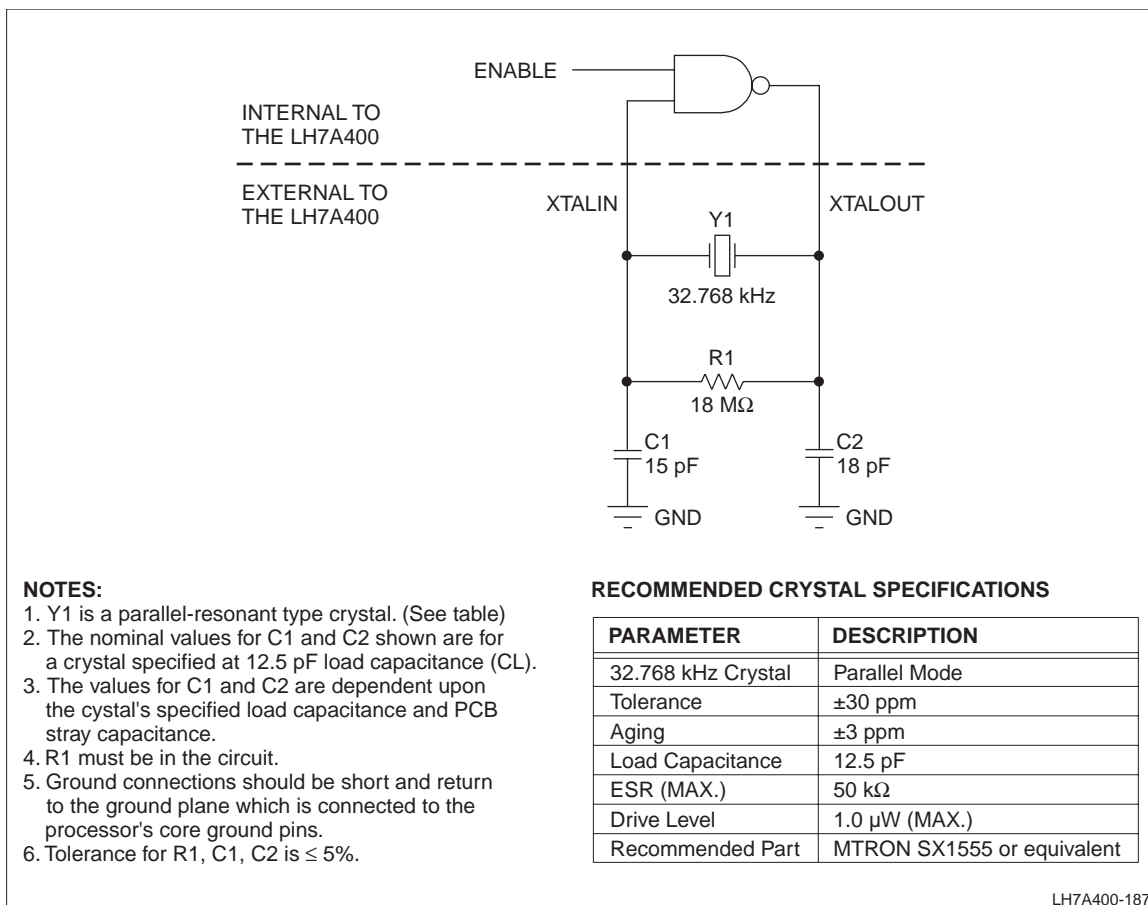 ENABLE
INTERNAL TO
THE LH7A400
EXTERNAL TO
THE LH7A400
XTALIN
XTALOUT
Y1
32.768 kHz
R1
18 MΩ
C1
15 pF
C2
18 pF
GND
GND
NOTES:
1. Y1 is a parallel-resonant type crystal. (See table)
2. The nominal values for C1 and C2 shown are for
a crystal specified at 12.5 pF load capacitance (CL).
3. The values for C1 and C2 are dependent upon
the cystal's specified load capacitance and PCB
stray capacitance.
4. R1 must be in the circuit.
5. Ground connections should be short and return
to the ground plane which is connected to the
processor's core ground pins.
6. Tolerance for R1, C1, C2 is ≤ 5%.
RECOMMENDED CRYSTAL SPECIFICATIONS
PARAMETER DESCRIPTION
32.768 kHz Crystal Parallel Mode
Tolerance ±30 ppm
Aging ±3 ppm
Load Capacitance 12.5 pF
ESR (MAX.) 50 kΩ
Drive Level 1.0 µW (MAX.)
Recommended Part MTRON SX1555 or equivalent
LH7A400-187